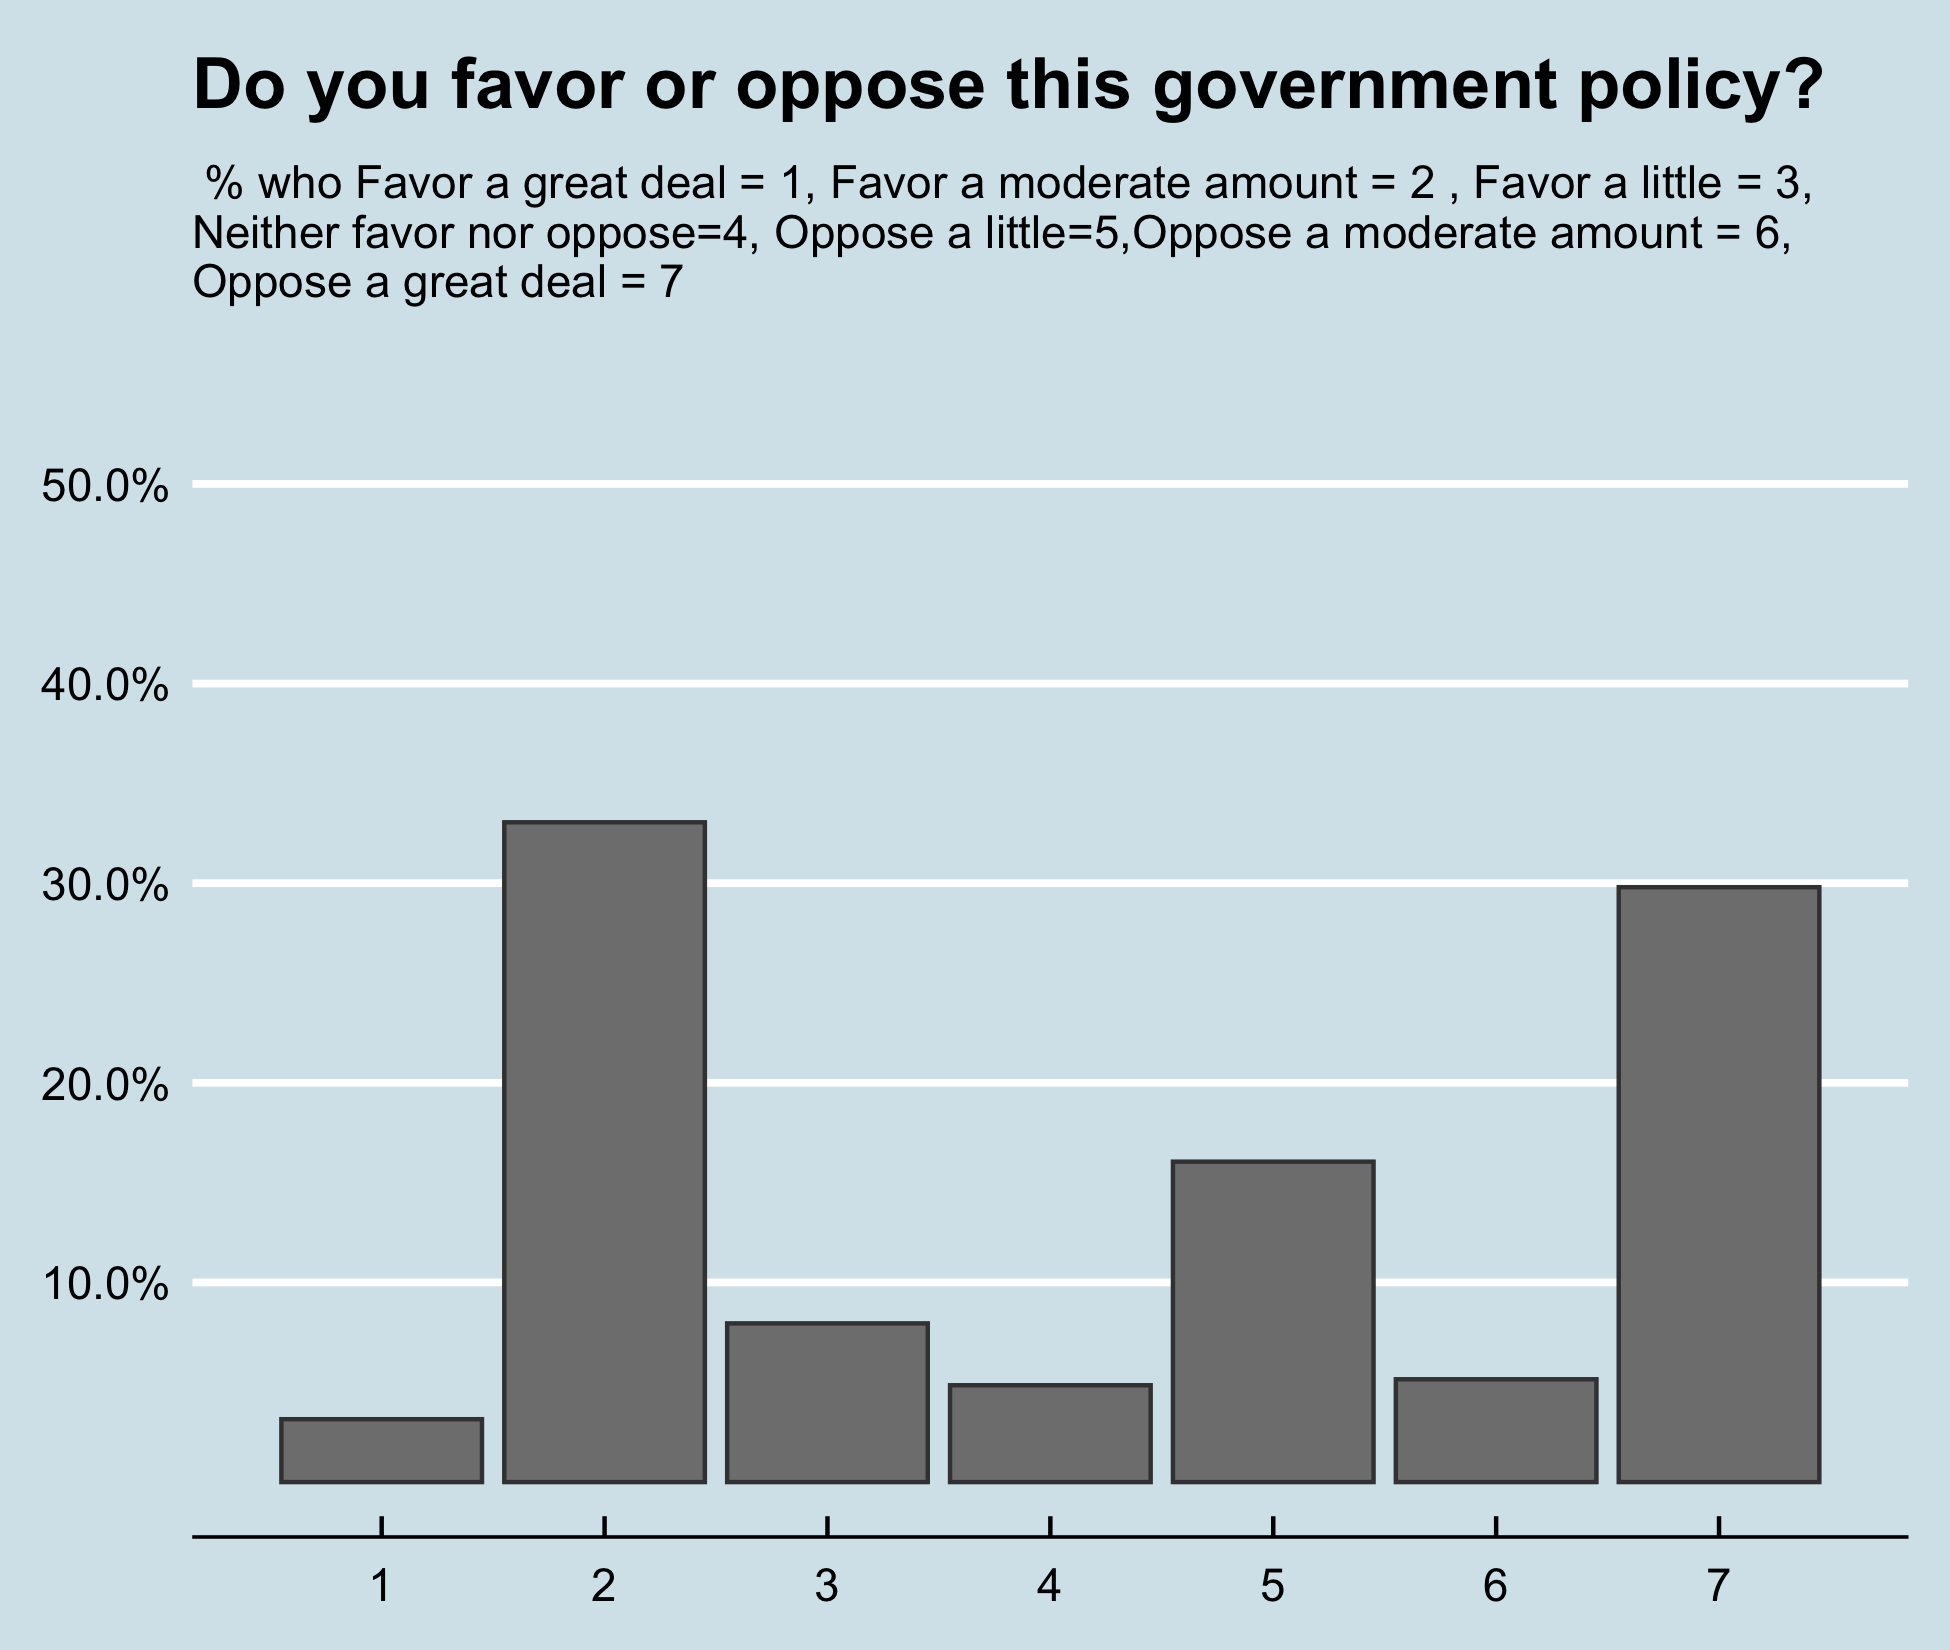 Do you favor or oppose this government policy?
% who Favor a great deal = 1, Favor a moderate amount = 2 , Favor a little = 3,
Neither favor nor oppose=4, Oppose a little=5,Oppose a moderate amount = 6,
Oppose a great deal = 7
50.0%
40.0%
30.0%
20.0%
10.0%
1 2 3 4 5 6 7